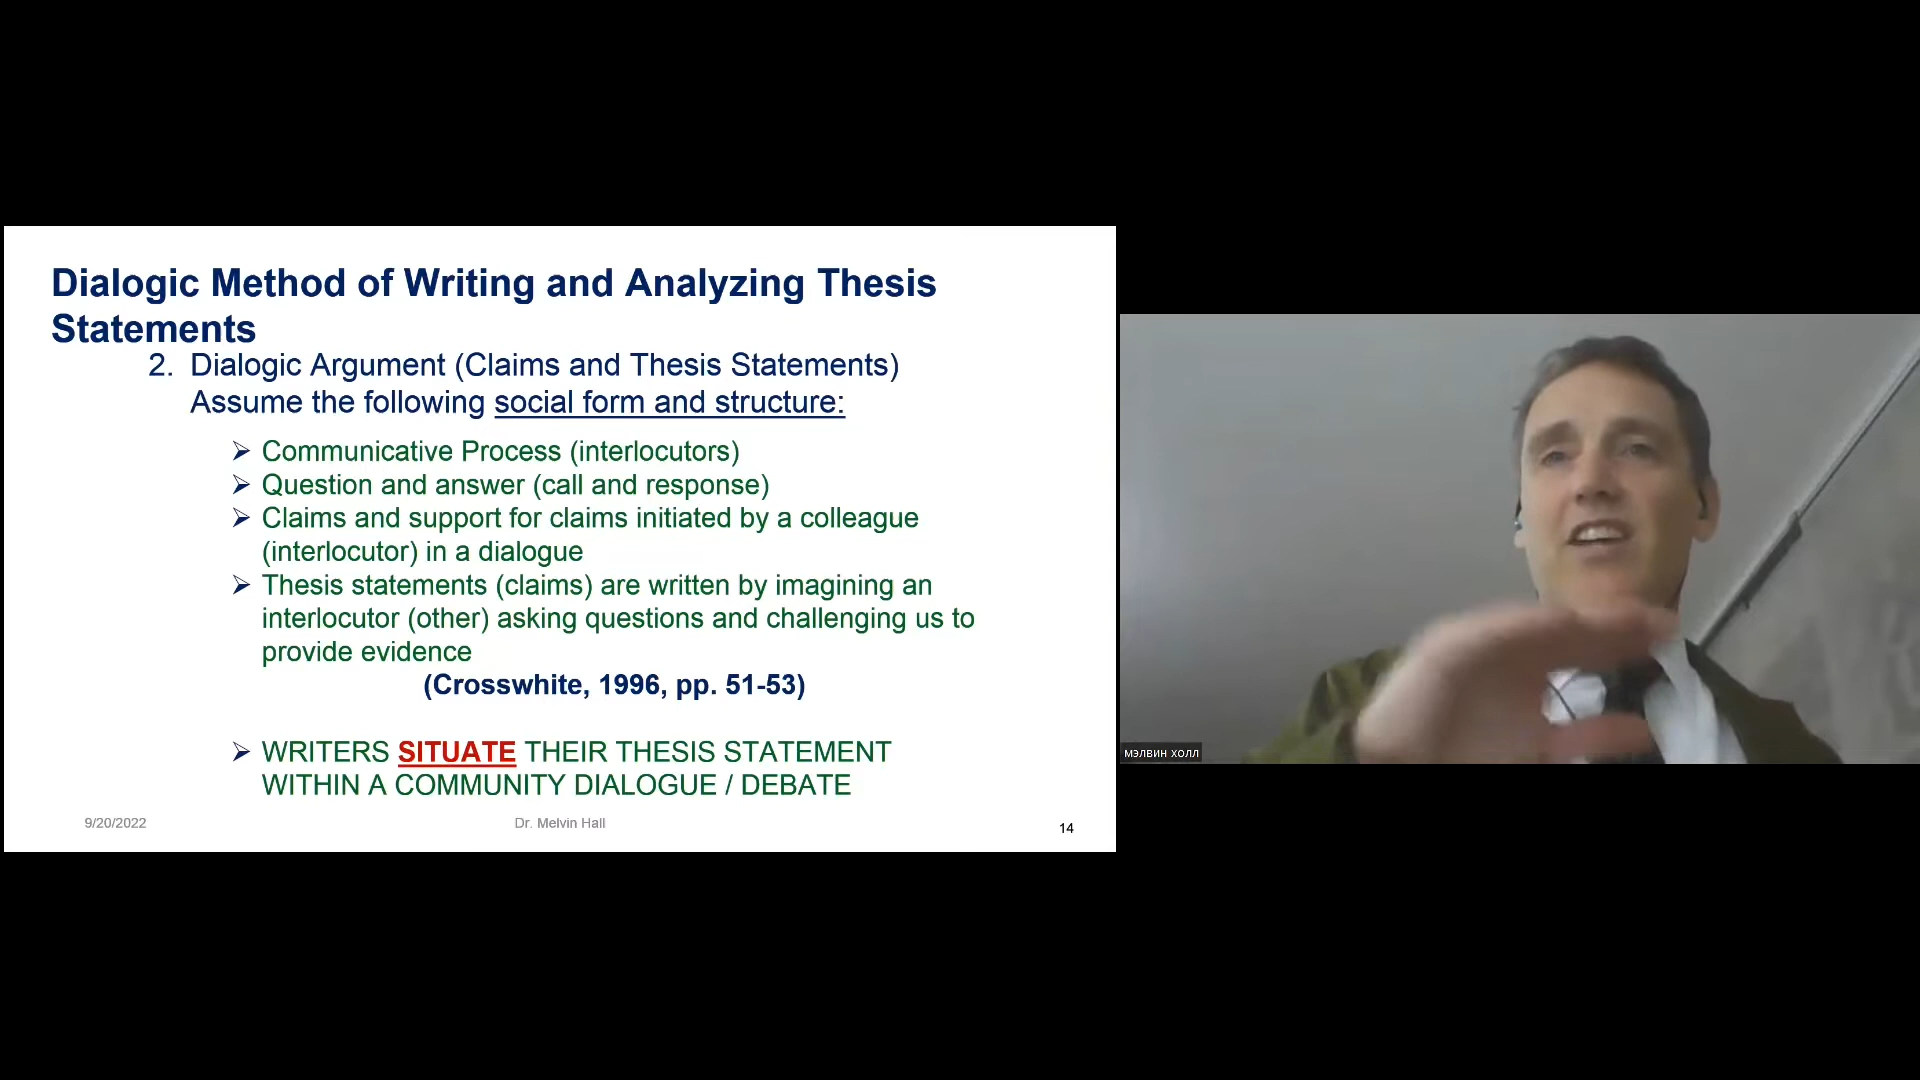 Dialogic Method of Writing and Analyzing Thesis
Statements
2. Dialogic Argument (Claims and Thesis Statements)
Assume the following social form and structure:
➢ Communicative Process (interlocutors)
➢ Question and answer (call and response)
➢ Claims and support for claims initiated by a colleague
(interlocutor) in a dialogue
➢ Thesis statements (claims) are written by imagining an
interlocutor (other) asking questions and challenging us to
provide evidence
(Crosswhite, 1996, pp. 51-53)
➢ WRITERS SITUATE THEIR THESIS STATEMENT
WITHIN A COMMUNITY DIALOGUE / DEBATE
9/20/2022
Dr. Melvin Hall
14
мэлвин холл